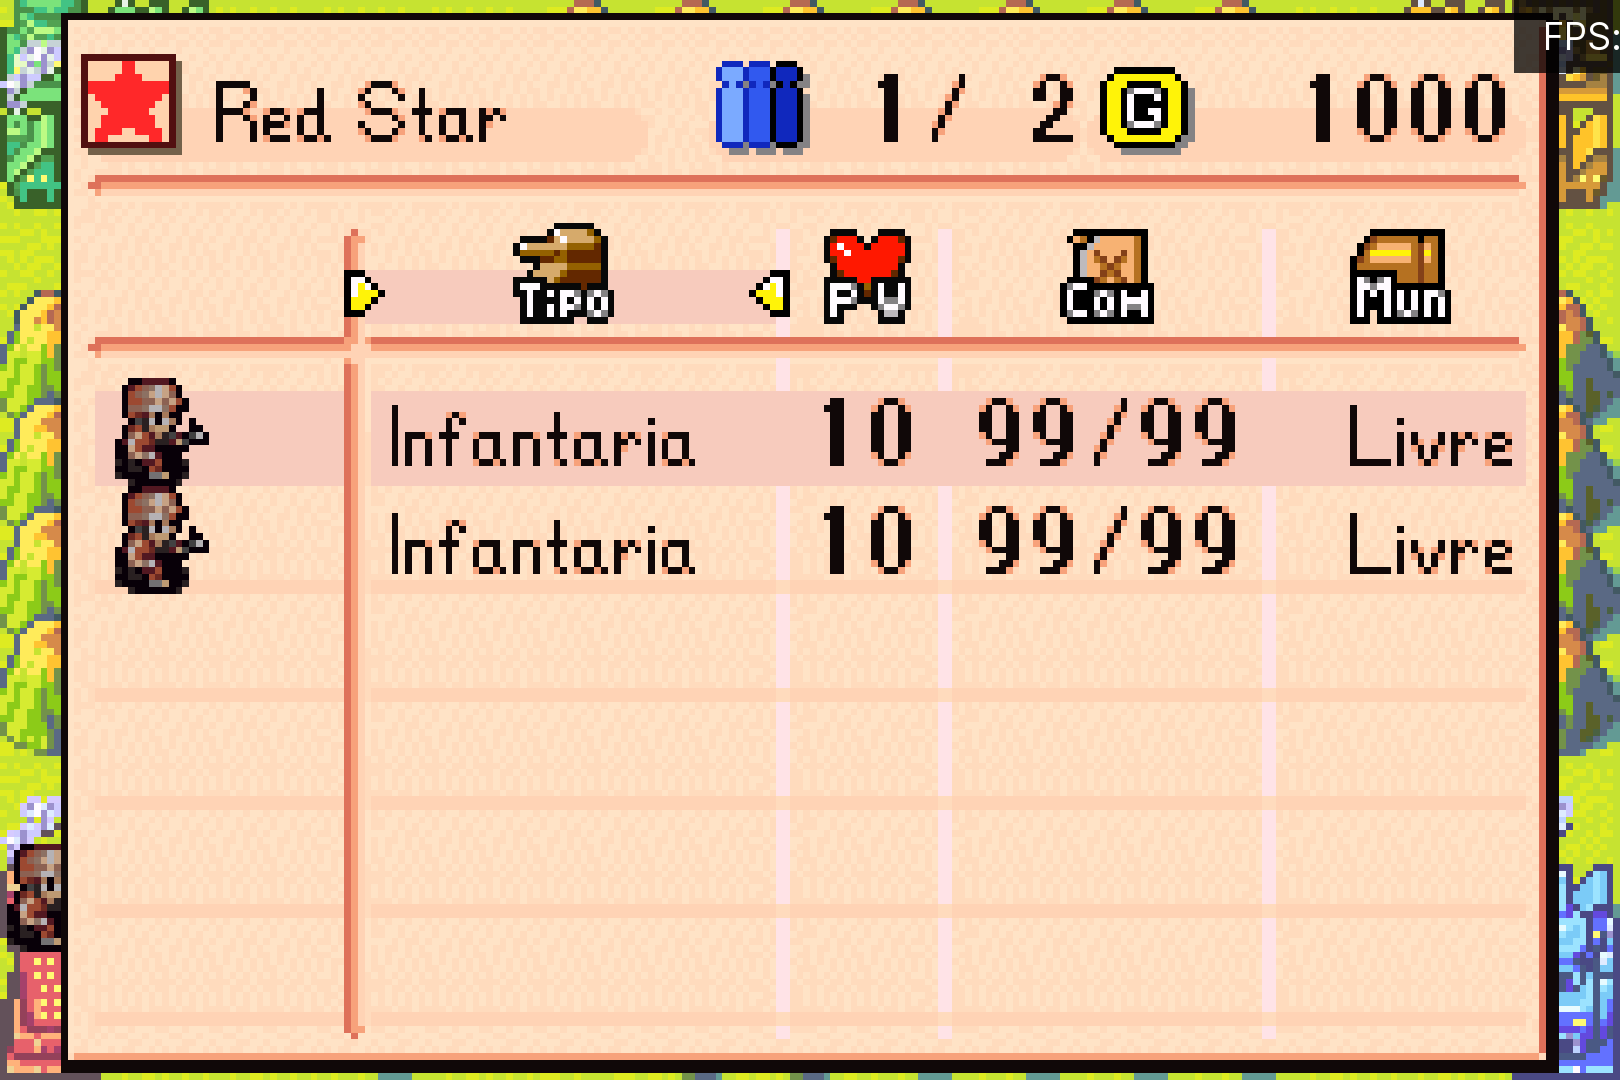 FPS:
Red Star 1/ 2 G 1000
Tipo PV Com Mun
Infantaria 10 99/99 Livre
Infantaria 10 99/99 Livre